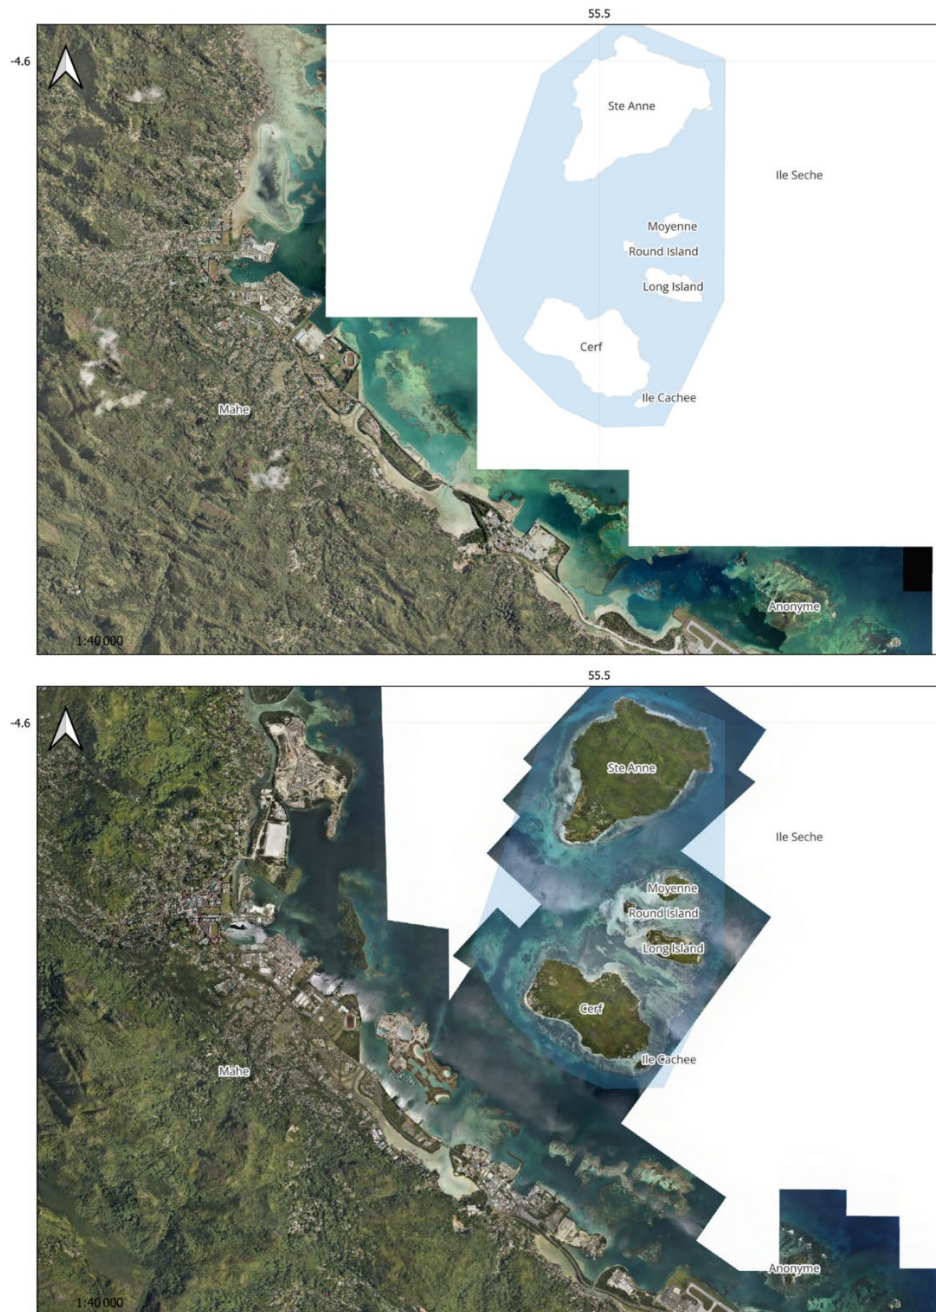 55.5
-4.6
Ste Anne
Ile Seche
Moyenne
Round Island
Long Island
Cerf
Ile Cachee
Mahe
Anonyme
1:40 000
55.5
-4.6
Ste Anne
Ile Seche
Moyenne
Round Island
Long Island
Cerf
Ile Cachee
Mahe
Anonyme
1:40 000